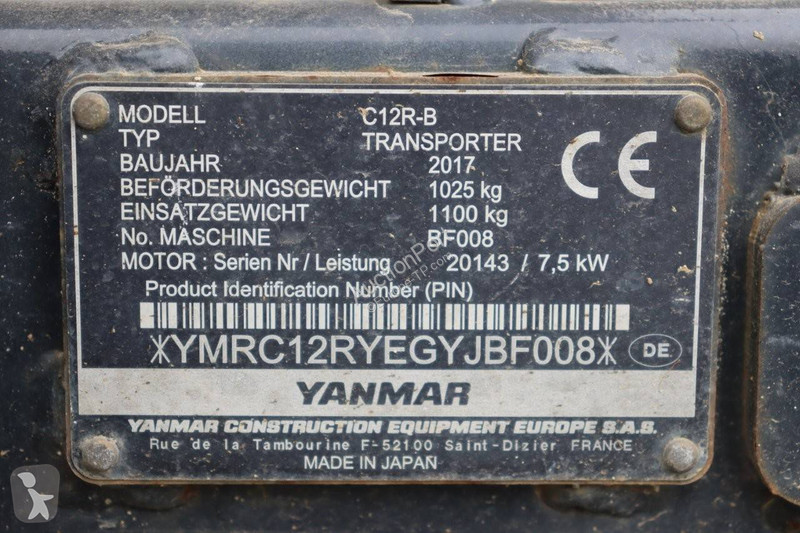 MODELL C12R-B
TYP TRANSPORTER
BAUJAHR 2017
BEFÖRDERUNGSGEWICHT 1025 kg
EINSATZGEWICHT 1100 kg
No. MASCHINE BF008
MOTOR : Serien Nr / Leistung 20143 / 7,5 kW
Product Identification Number (PIN)
*YMRC12RYEGYJBF008* DE
YANMAR
YANMAR CONSTRUCTION EQUIPMENT EUROPE S.A.S.
Rue de la Tambourine F-52100 Saint-Dizier FRANCE
MADE IN JAPAN
CE